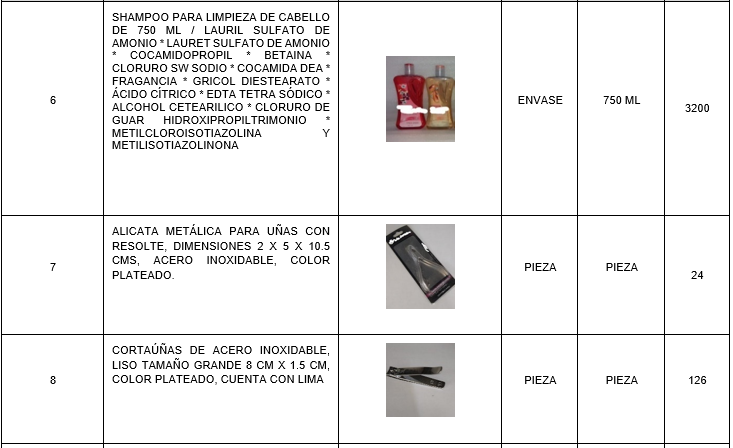 6
SHAMPOO PARA LIMPIEZA DE CABELLO
DE 750 ML / LAURIL SULFATO DE
AMONIO * LAURET SULFATO DE AMONIO
* COCAMIDOPROPIL * BETAINA *
CLORURO SW SODIO * COCAMIDA DEA *
FRAGANCIA * GRICOL DIESTEARATO *
ÁCIDO CÍTRICO * EDTA TETRA SÓDICO *
ALCOHOL CETEARILICO * CLORURO DE
GUAR HIDROXIPROPILTRIMONIO *
METILCLOROISOTIAZOLINA Y
METILISOTIAZOLINONA
ENVASE
750 ML
3200
7
ALICATA METÁLICA PARA UÑAS CON
RESOLTE, DIMENSIONES 2 X 5 X 10.5
CMS, ACERO INOXIDABLE, COLOR
PLATEADO.
PIEZA
PIEZA
24
8
CORTAÚÑAS DE ACERO INOXIDABLE,
LISO TAMAÑO GRANDE 8 CM X 1.5 CM,
COLOR PLATEADO, CUENTA CON LIMA
PIEZA
PIEZA
126